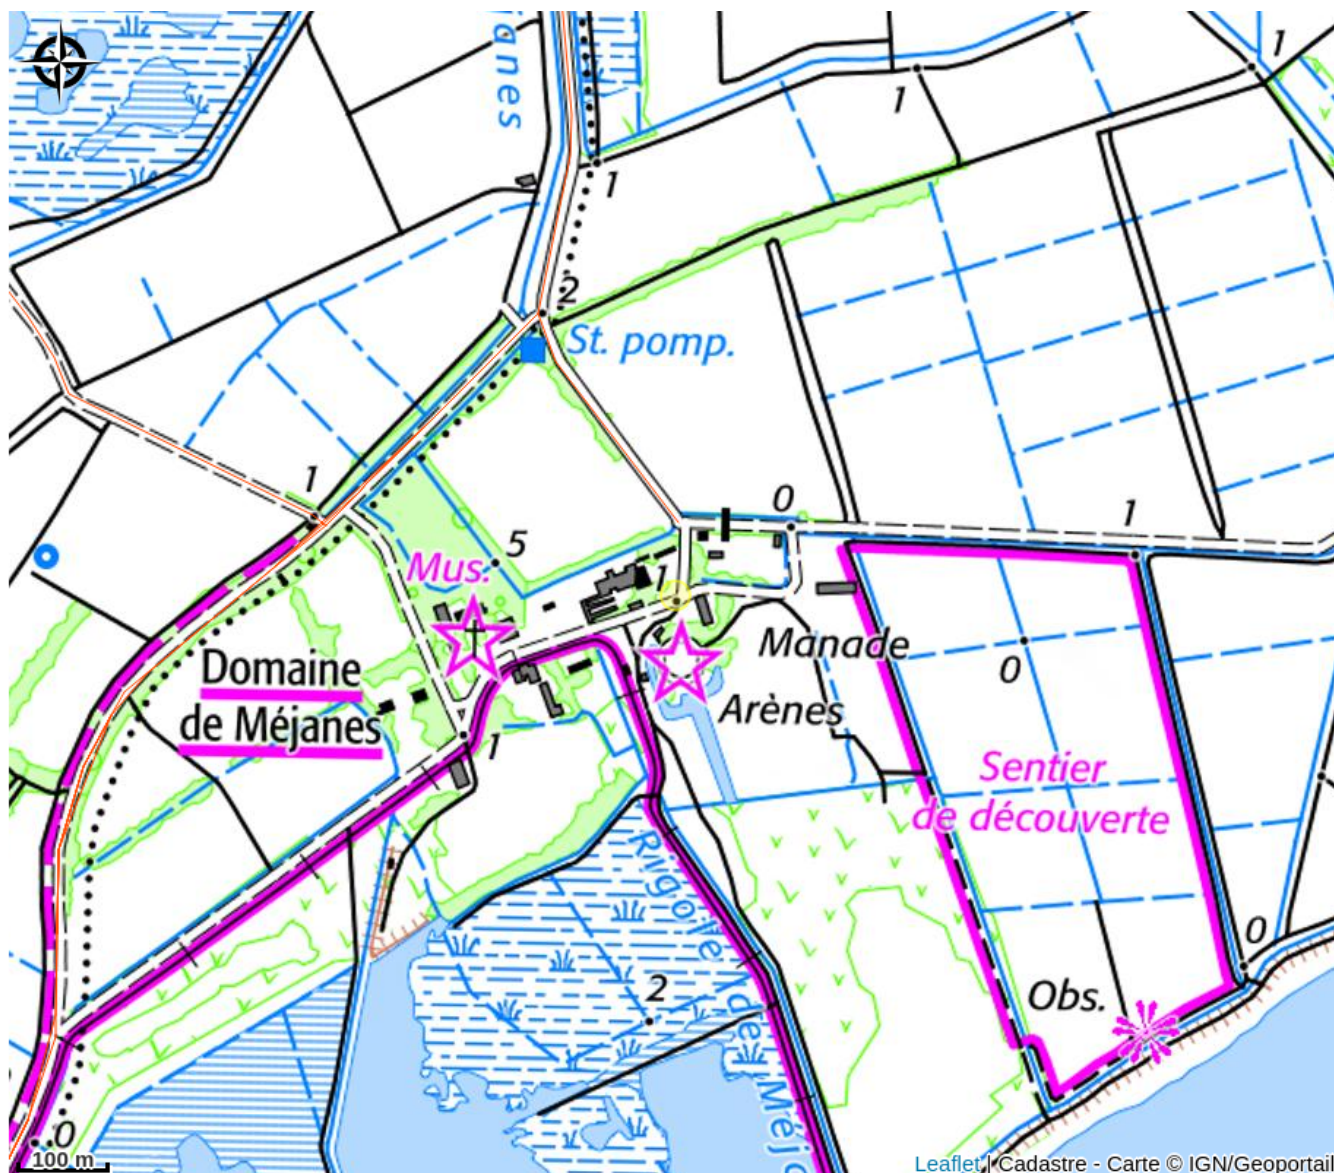 anes
1
1
1
2
St. pomp.
1
0
1
5
Mus.
1
Manade
0
Domaine
de Méjanes
Arènes
1
Sentier
de découverte
Rigole de Méja
0
Obs.
2
0
100 m
Leaflet | Cadastre - Carte © IGN/Geoportail